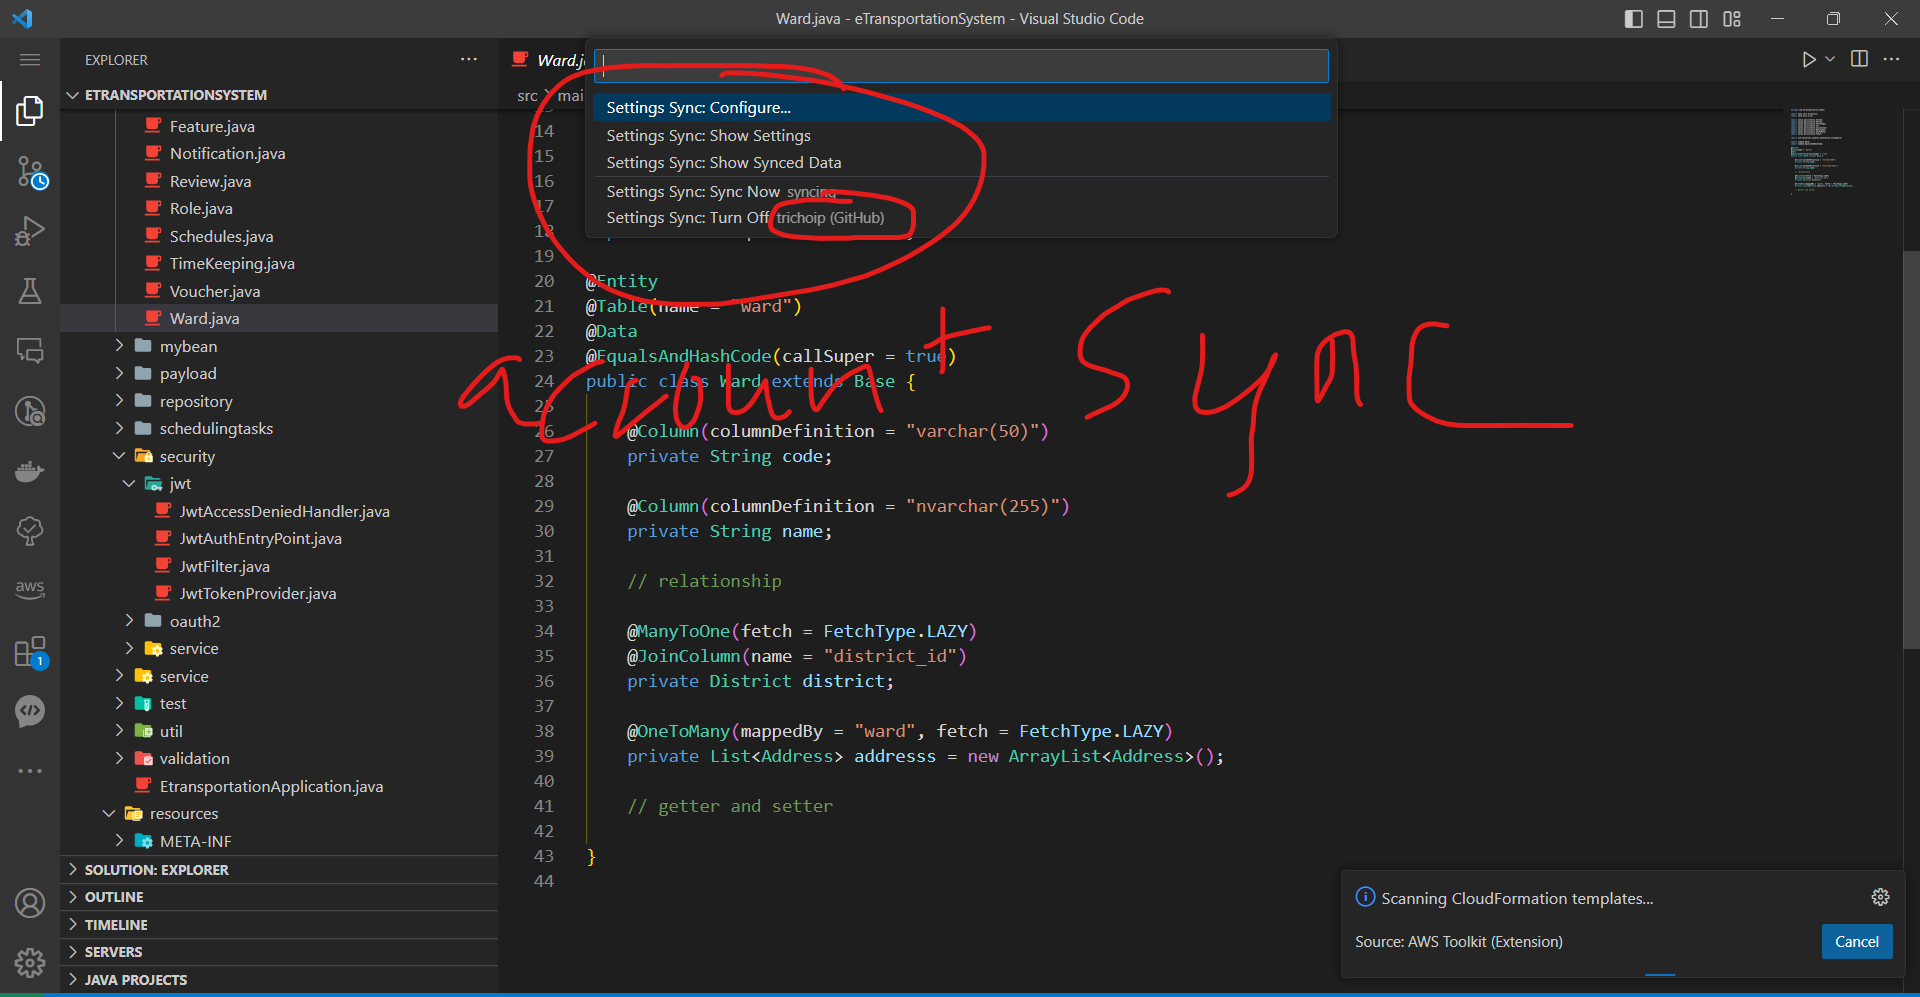 Ward.java - eTransportationSystem - Visual Studio Code
EXPLORER
ETRANSPORTATIONSYSTEM
Feature.java
Notification.java
Review.java
Role.java
Schedules.java
TimeKeeping.java
Voucher.java
Ward.java
mybean
payload
repository
schedulingtasks
security
jwt
JwtAccessDeniedHandler.java
JwtAuthEntryPoint.java
JwtFilter.java
JwtTokenProvider.java
oauth2
service
service
test
util
validation
EtransportationApplication.java
resources
META-INF
SOLUTION: EXPLORER
OUTLINE
TIMELINE
SERVERS
JAVA PROJECTS
aws
1
Ward.j
src > mai
Settings Sync: Configure...
Settings Sync: Show Settings
Settings Sync: Show Synced Data
Settings Sync: Sync Now syncing
Settings Sync: Turn Off trichoip (GitHub)
14
15
16
17
18
19
20 @Entity
21 @Table(name = "ward")
22 @Data
23 @EqualsAndHashCode(callSuper = true)
24 public class Ward extends Base {
25
26 @Column(columnDefinition = "varchar(50)")
27 private String code;
28
29 @Column(columnDefinition = "nvarchar(255)")
30 private String name;
31
32 // relationship
33
34 @ManyToOne(fetch = FetchType.LAZY)
35 @JoinColumn(name = "district_id")
36 private District district;
37
38 @OneToMany(mappedBy = "ward", fetch = FetchType.LAZY)
39 private List<Address> addresss = new ArrayList<Address>();
40
41 // getter and setter
42
43 }
44
account Sync
Scanning CloudFormation templates...
Source: AWS Toolkit (Extension)
Cancel